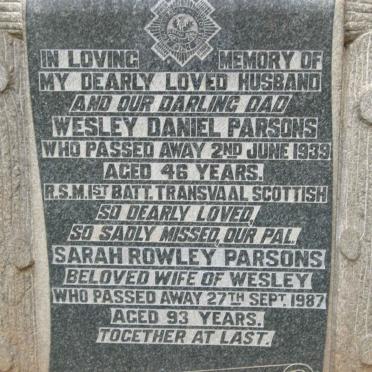 IN LOVING MEMORY OF
MY DEARLY LOVED HUSBAND
AND OUR DARLING DAD
WESLEY DANIEL PARSONS
WHO PASSED AWAY 2ND JUNE 1939
AGED 46 YEARS.
R.S.M. 1ST BATT. TRANSVAAL SCOTTISH
SO DEARLY LOVED,
SO SADLY MISSED, OUR PAL.
SARAH ROWLEY PARSONS
BELOVED WIFE OF WESLEY
WHO PASSED AWAY 27TH SEPT. 1987
AGED 93 YEARS.
TOGETHER AT LAST.